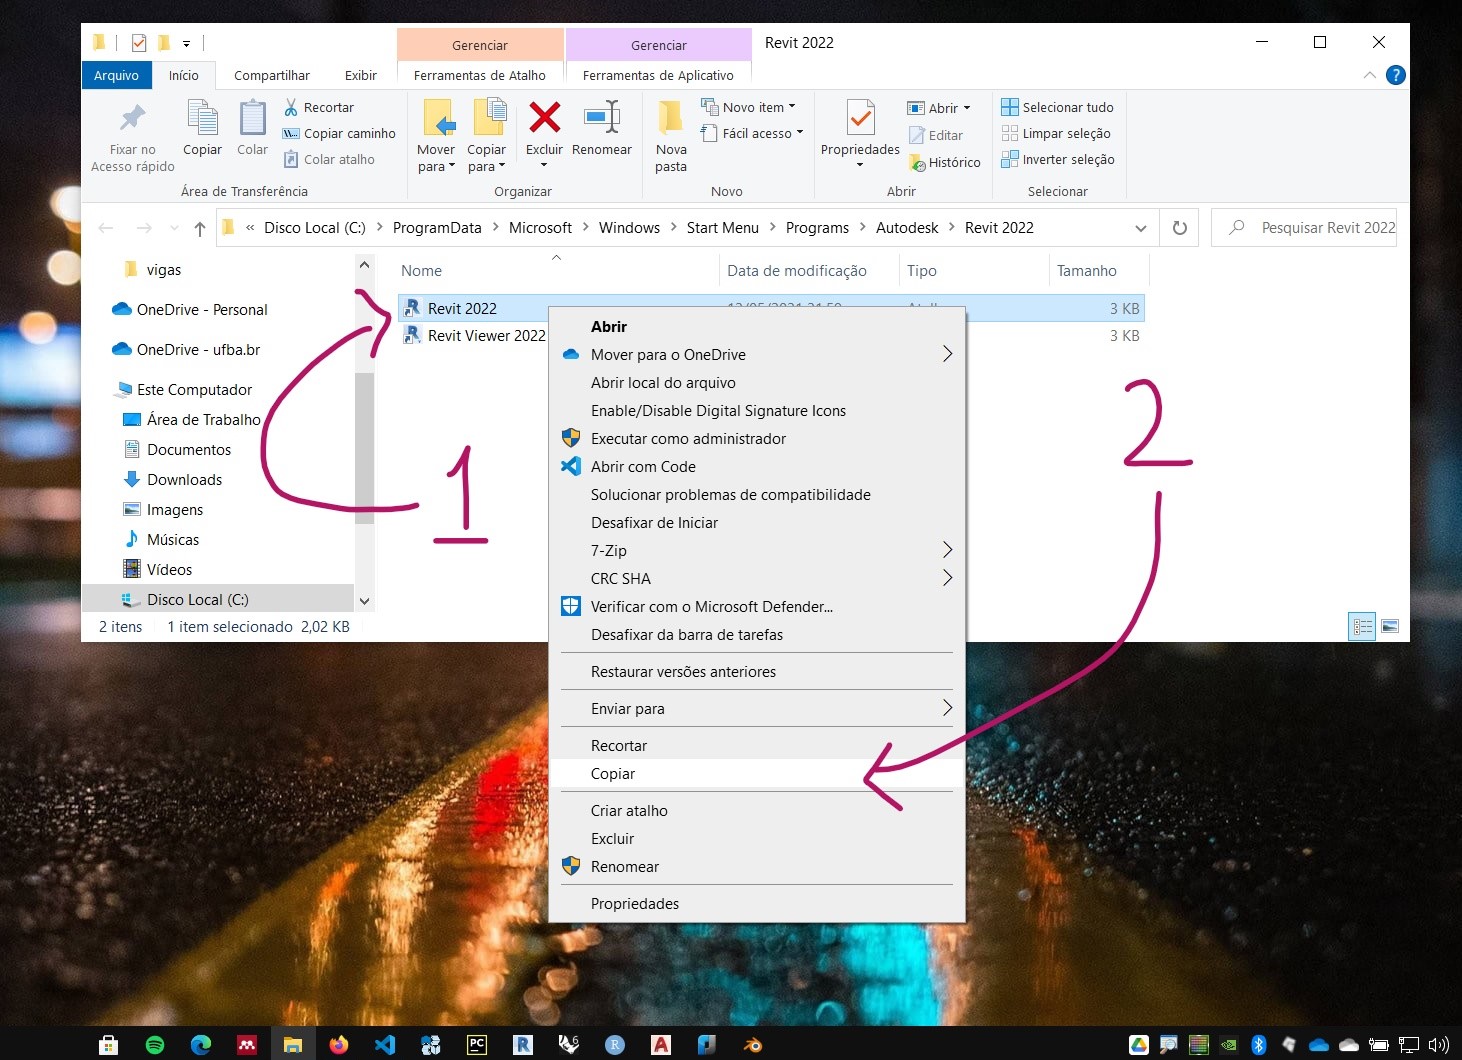 Gerenciar
Gerenciar
Revit 2022
Arquivo
Início
Compartilhar
Exibir
Ferramentas de Atalho
Ferramentas de Aplicativo
?
Fixar no
Acesso rápido
Copiar
Colar
Recortar
Copiar caminho
Colar atalho
Área de Transferência
Mover
para
Copiar
para
Excluir
Renomear
Organizar
Nova
pasta
Novo item
Fácil acesso
Novo
Propriedades
Abrir
Editar
Histórico
Abrir
Selecionar tudo
Limpar seleção
Inverter seleção
Selecionar
« Disco Local (C:) > ProgramData > Microsoft > Windows > Start Menu > Programs > Autodesk > Revit 2022
Pesquisar Revit 2022
vigas
OneDrive - Personal
OneDrive - ufba.br
Este Computador
Área de Trabalho
Documentos
Downloads
Imagens
Músicas
Vídeos
Disco Local (C:)
Nome
Data de modificação
Tipo
Tamanho
Revit 2022
3 KB
Revit Viewer 2022
3 KB
1
2
Abrir
Mover para o OneDrive
Abrir local do arquivo
Enable/Disable Digital Signature Icons
Executar como administrador
Abrir com Code
Solucionar problemas de compatibilidade
Desafixar de Iniciar
7-Zip
CRC SHA
Verificar com o Microsoft Defender...
Desafixar da barra de tarefas
Restaurar versões anteriores
Enviar para
Recortar
Copiar
Criar atalho
Excluir
Renomear
Propriedades
2 itens
1 item selecionado 2,02 KB
PC
R
R
A